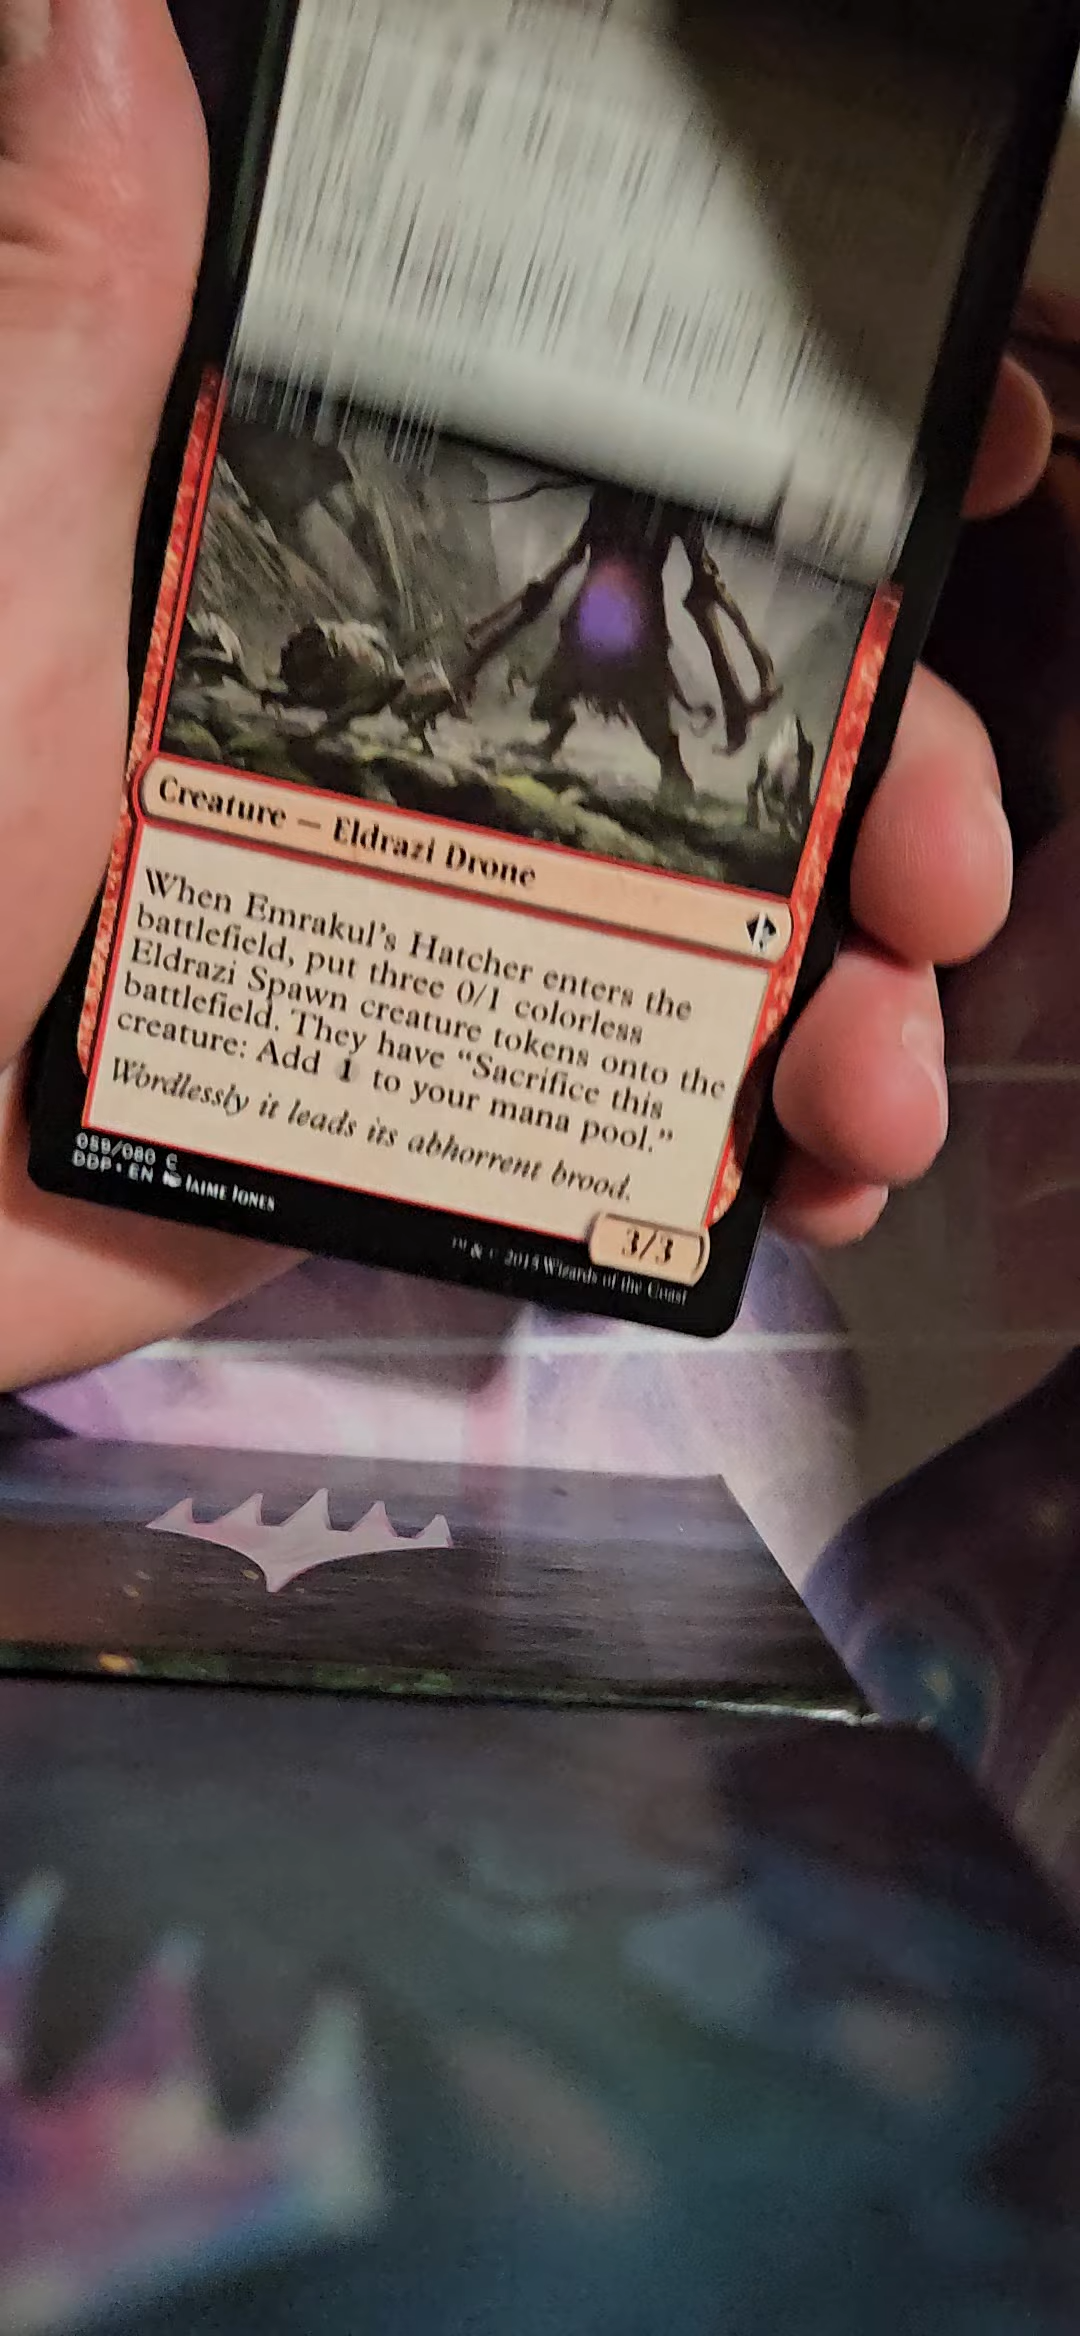 Creature — Eldrazi Drone
When Emrakul's Hatcher enters the
battlefield, put three 0/1 colorless
Eldrazi Spawn creature tokens onto the
battlefield. They have “Sacrifice this
creature: Add 1 to your mana pool.”
Wordlessly it leads its abhorrent brood.
059/080 C
DDP • EN JAIME JONES
3/3
™ & © 2015 Wizards of the Coast